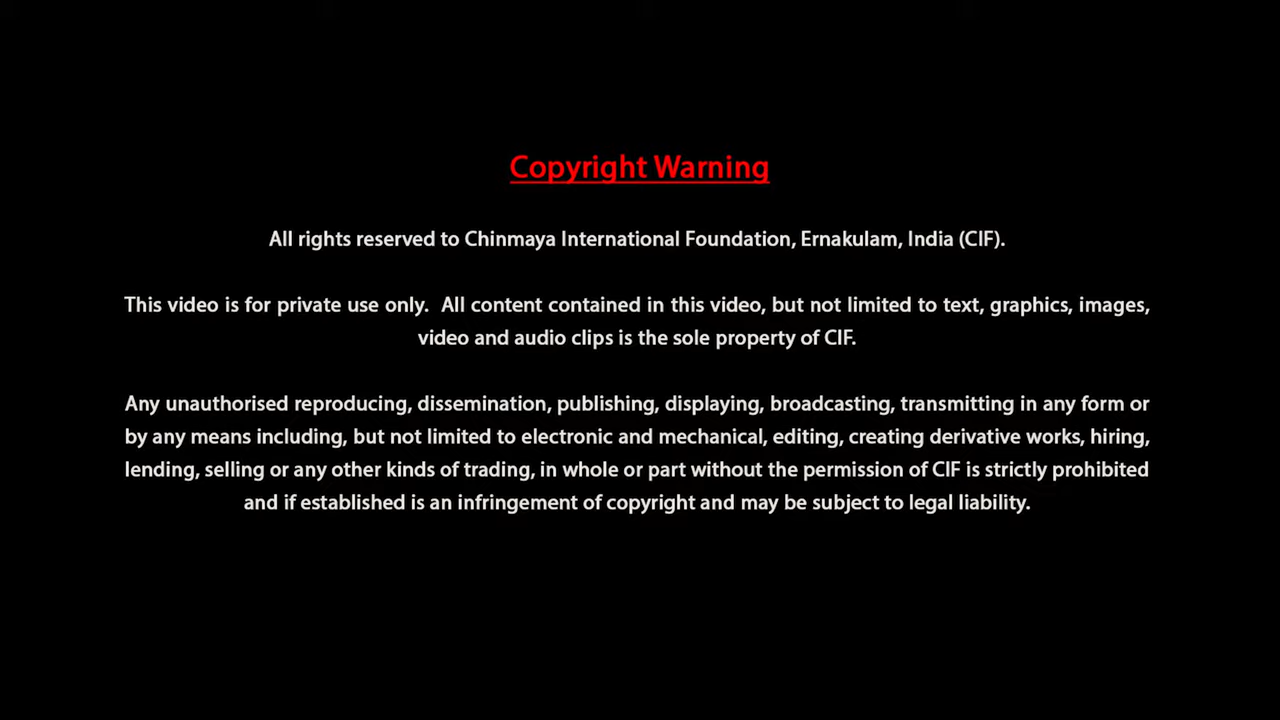 Copyright Warning
All rights reserved to Chinmaya International Foundation, Ernakulam, India (CIF).
This video is for private use only.  All content contained in this video, but not limited to text, graphics, images,
video and audio clips is the sole property of CIF.
Any unauthorised reproducing, dissemination, publishing, displaying, broadcasting, transmitting in any form or
by any means including, but not limited to electronic and mechanical, editing, creating derivative works, hiring,
lending, selling or any other kinds of trading, in whole or part without the permission of CIF is strictly prohibited
and if established is an infringement of copyright and may be subject to legal liability.